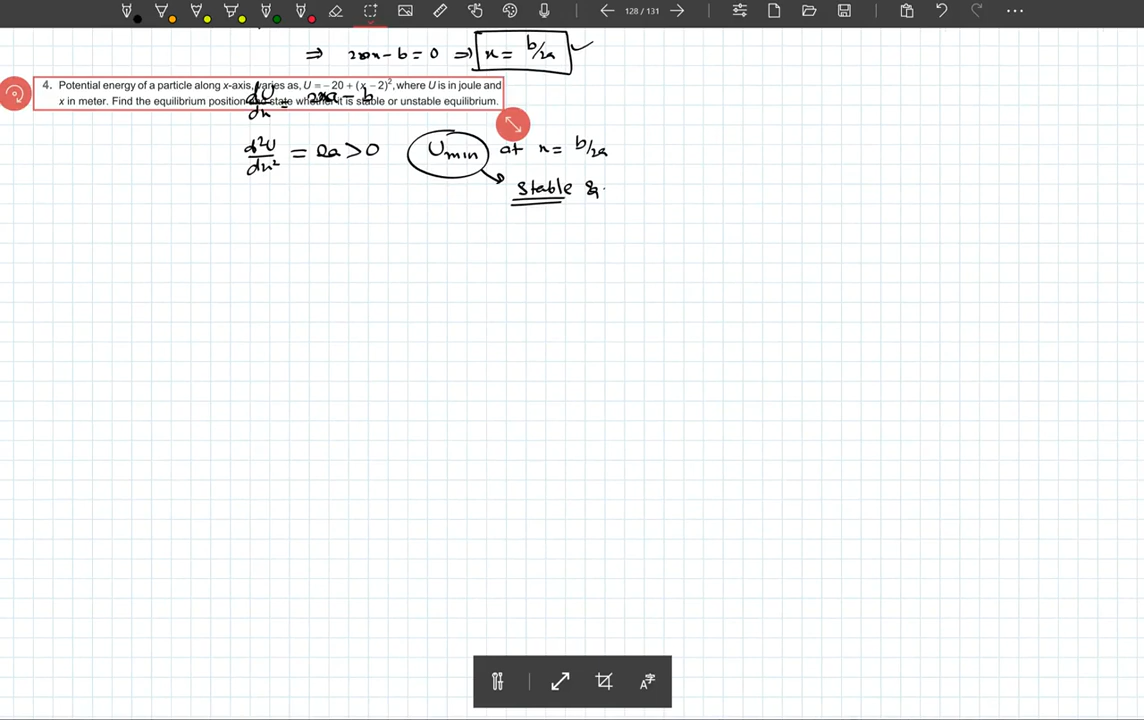 128 / 131
⇒ 2ax - b = 0 ⇒ x = b/2a ✓
4. Potential energy of a particle along x-axis, varies as, U = – 20 + (x – 2)², where U is in joule and
x in meter. Find the equilibrium position and state whether it is stable or unstable equilibrium.
dU/dx = 2xa - b
d²U/dx² = 2a > 0 Umin at x = b/2a
stable &